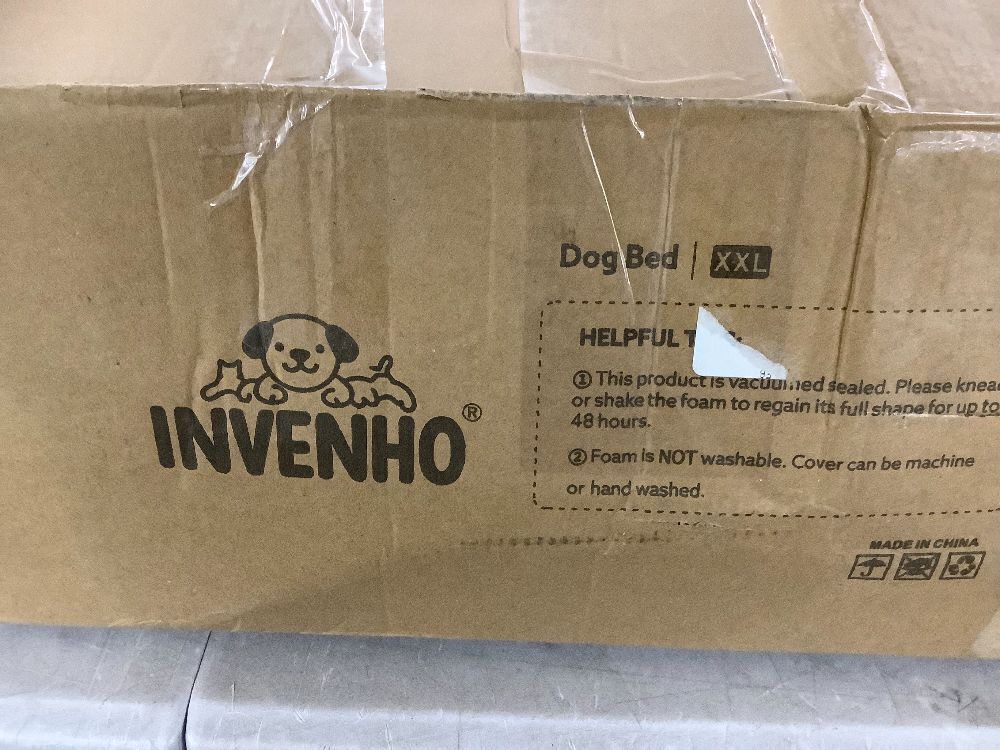 Dog Bed | XXL
HELPFUL
① This product is vacuumed sealed. Please knead
or shake the foam to regain its full shape for up to
48 hours.
② Foam is NOT washable. Cover can be machine
or hand washed.
INVENHO®
MADE IN CHINA